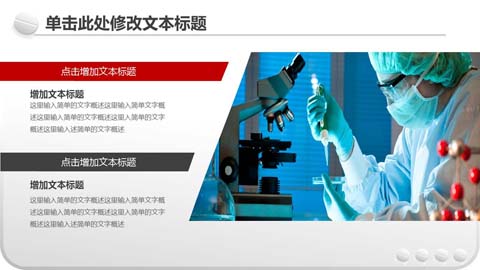 单击此处修改文本标题
点击增加文本标题
增加文本标题
这里输入简单的文字概述这里输入简单文字概
述这里输入简单的文字概述这里输入简单的文字
概述这里输入述简单的文字概述
点击增加文本标题
增加文本标题
这里输入简单的文字概述这里输入简单文字概
述这里输入简单的文字概述这里输入简单的文字
概述这里输入简单的文字概述